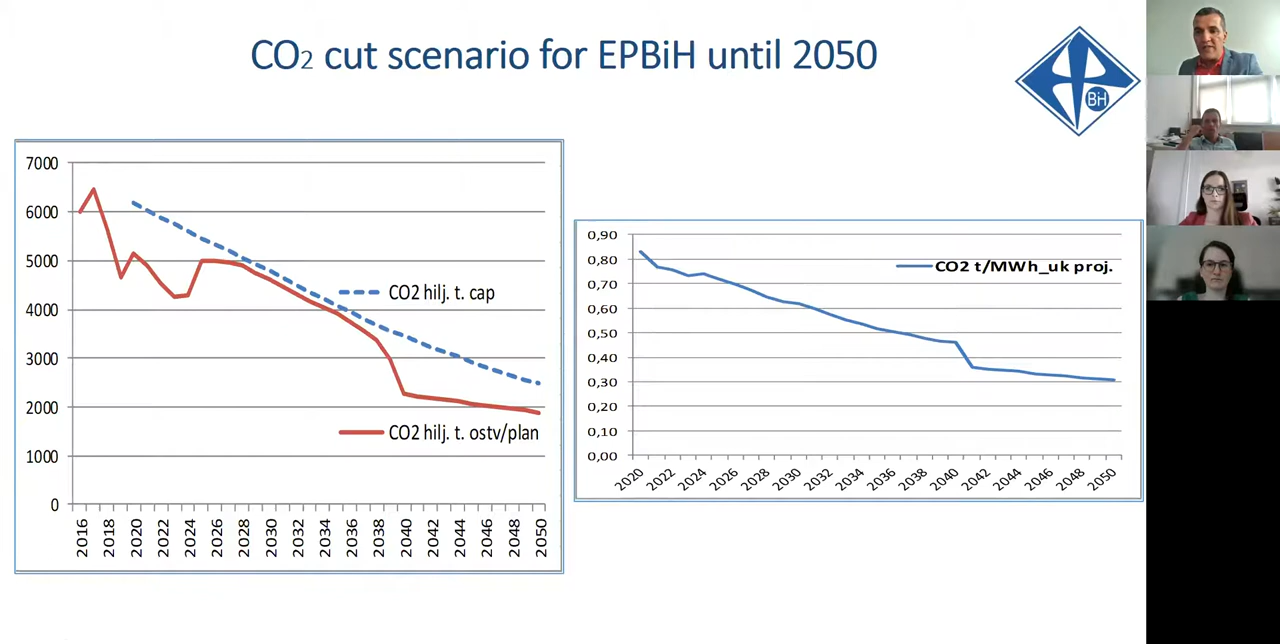 CO2 cut scenario for EPBiH until 2050
BiH
7000
6000
5000
4000
3000
2000
1000
0
CO2 hilj. t. cap
CO2 hilj. t. ostv/plan
2016 2018 2020 2022 2024 2026 2028 2030 2032 2034 2036 2038 2040 2042 2044 2046 2048 2050
0,90
0,80
0,70
0,60
0,50
0,40
0,30
0,20
0,10
0,00
CO2 t/MWh_uk proj.
2020 2022 2024 2026 2028 2030 2032 2034 2036 2038 2040 2042 2044 2046 2048 2050